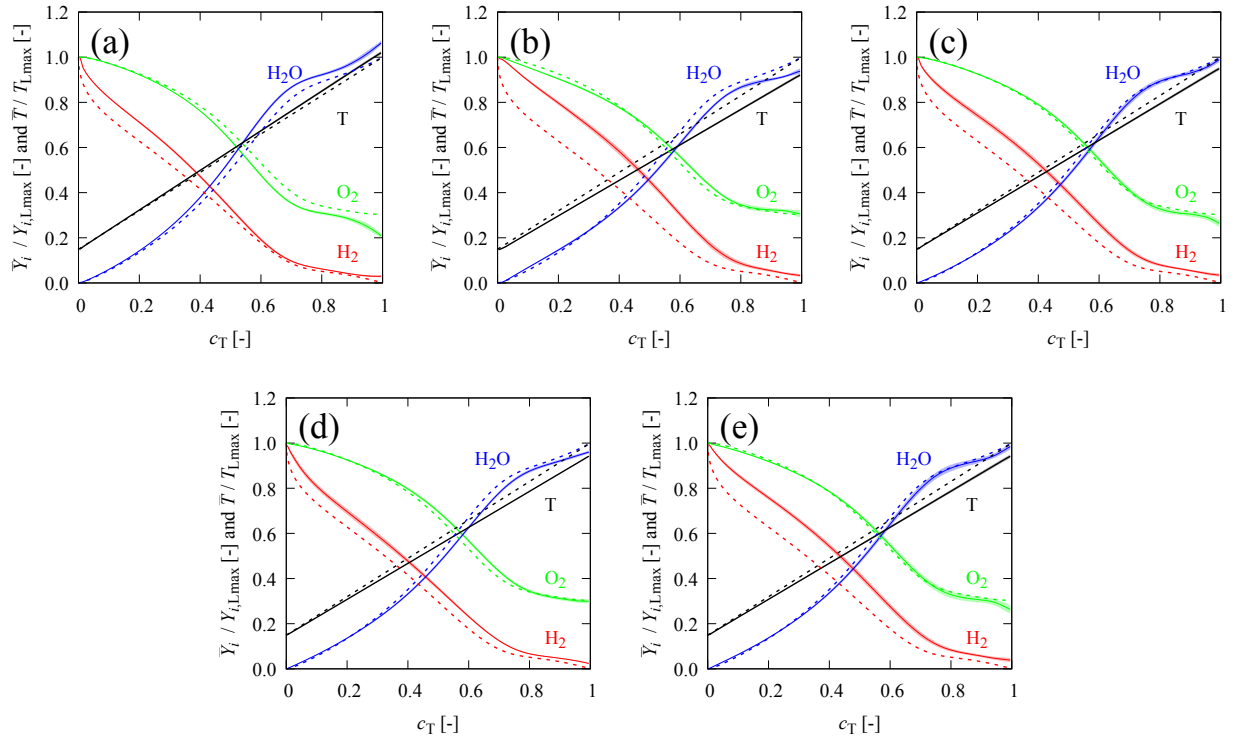 (a)
Y̅i / Yi,Lmax [-] and T̅ / TLmax [-]
1.2
1.0
0.8
0.6
0.4
0.2
0.0
H2O
T
O2
H2
0 0.2 0.4 0.6 0.8 1
cT [-]
(b)
Y̅i / Yi,Lmax [-] and T̅ / TLmax [-]
1.2
1.0
0.8
0.6
0.4
0.2
0.0
H2O
T
O2
H2
0 0.2 0.4 0.6 0.8 1
cT [-]
(c)
Y̅i / Yi,Lmax [-] and T̅ / TLmax [-]
1.2
1.0
0.8
0.6
0.4
0.2
0.0
H2O
T
O2
H2
0 0.2 0.4 0.6 0.8 1
cT [-]
(d)
Y̅i / Yi,Lmax [-] and T̅ / TLmax [-]
1.2
1.0
0.8
0.6
0.4
0.2
0.0
H2O
T
O2
H2
0 0.2 0.4 0.6 0.8 1
cT [-]
(e)
Y̅i / Yi,Lmax [-] and T̅ / TLmax [-]
1.2
1.0
0.8
0.6
0.4
0.2
0.0
H2O
T
O2
H2
0 0.2 0.4 0.6 0.8 1
cT [-]